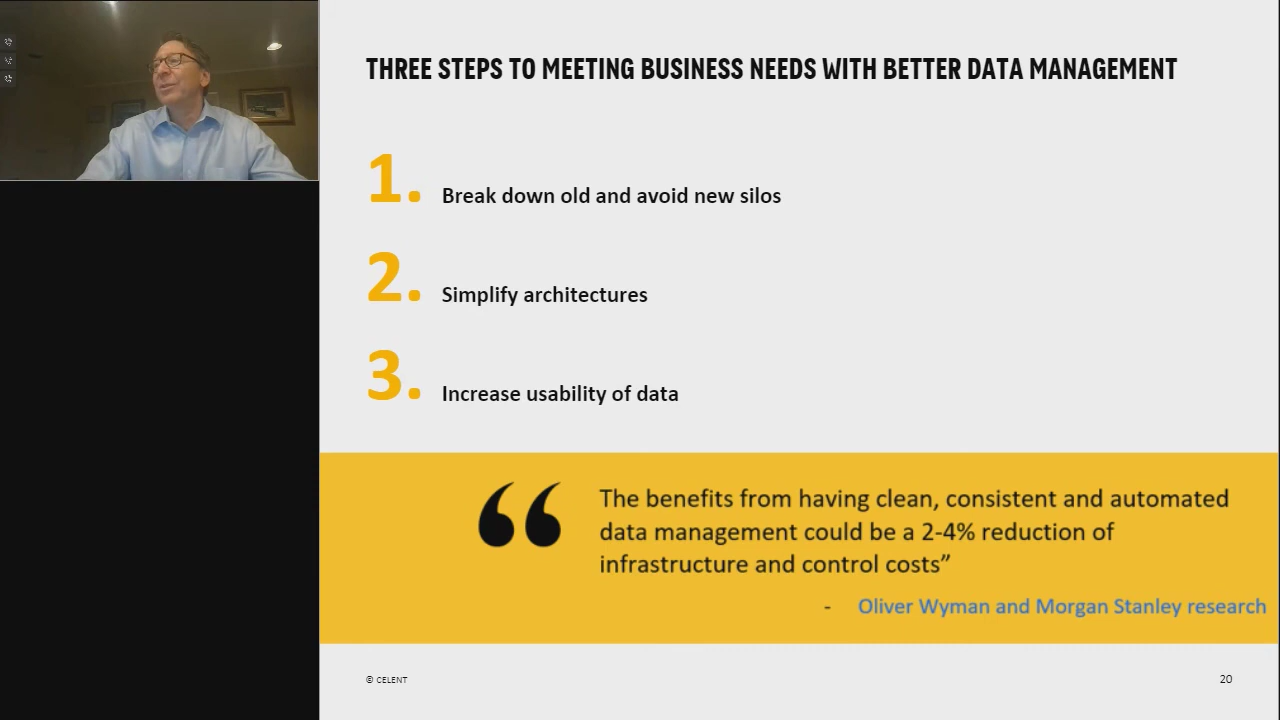 THREE STEPS TO MEETING BUSINESS NEEDS WITH BETTER DATA MANAGEMENT
1. Break down old and avoid new silos
2. Simplify architectures
3. Increase usability of data
“ The benefits from having clean, consistent and automated
data management could be a 2-4% reduction of
infrastructure and control costs”
- Oliver Wyman and Morgan Stanley research
© CELENT
20